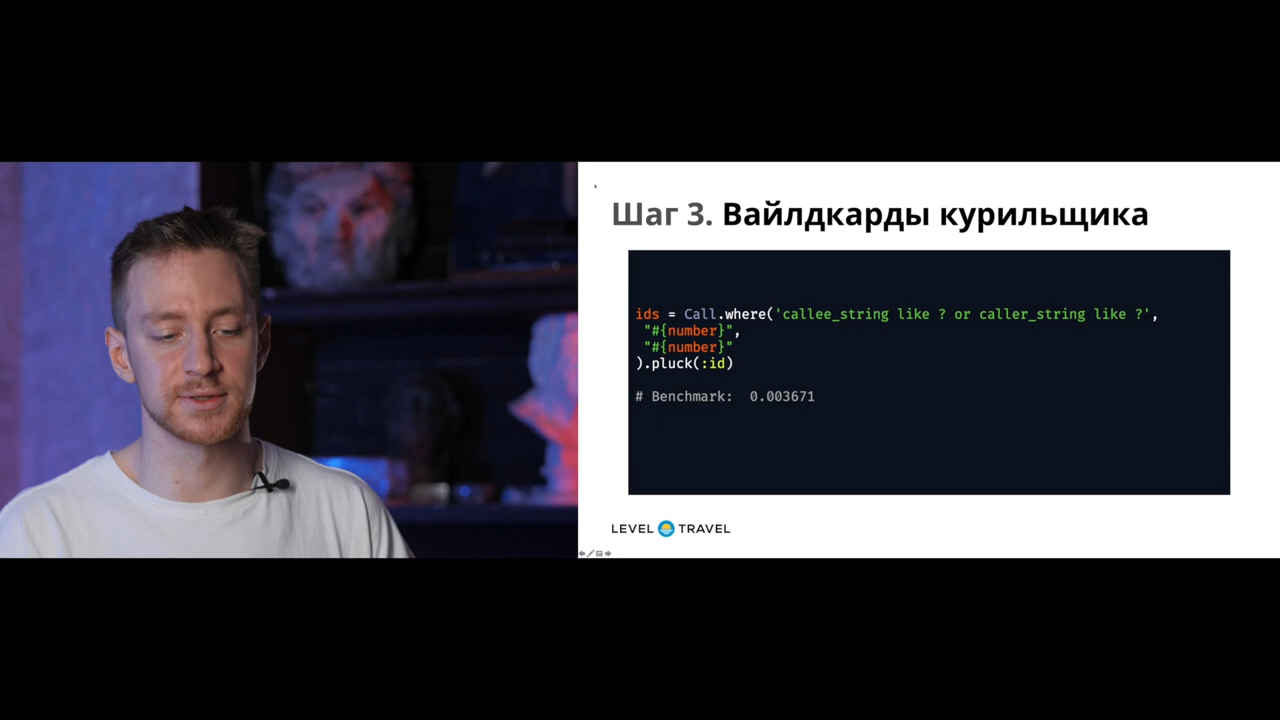 Шаг 3. Вайлдкарды курильщика
ids = Call.where('callee_string like ? or caller_string like ?',
"#{number}",
"#{number}"
).pluck(:id)
# Benchmark:  0.003671
LEVEL TRAVEL